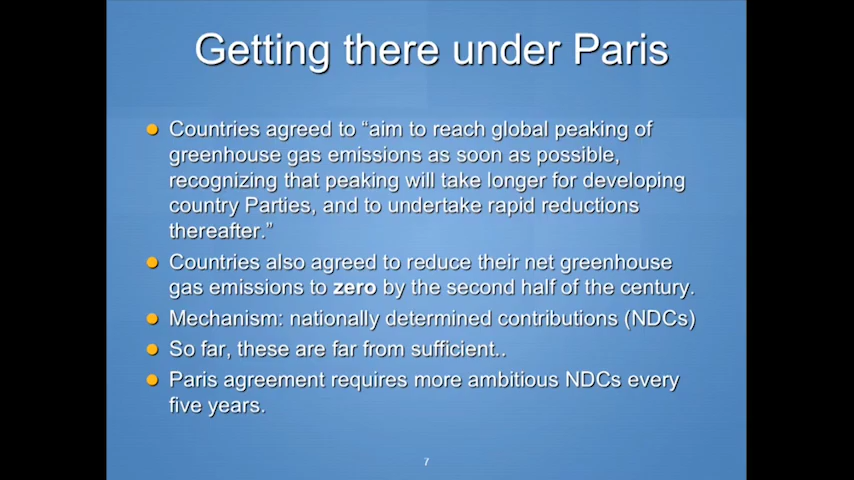 Getting there under Paris
Countries agreed to “aim to reach global peaking of
greenhouse gas emissions as soon as possible,
recognizing that peaking will take longer for developing
country Parties, and to undertake rapid reductions
thereafter.”
Countries also agreed to reduce their net greenhouse
gas emissions to zero by the second half of the century.
Mechanism: nationally determined contributions (NDCs)
So far, these are far from sufficient..
Paris agreement requires more ambitious NDCs every
five years.
7